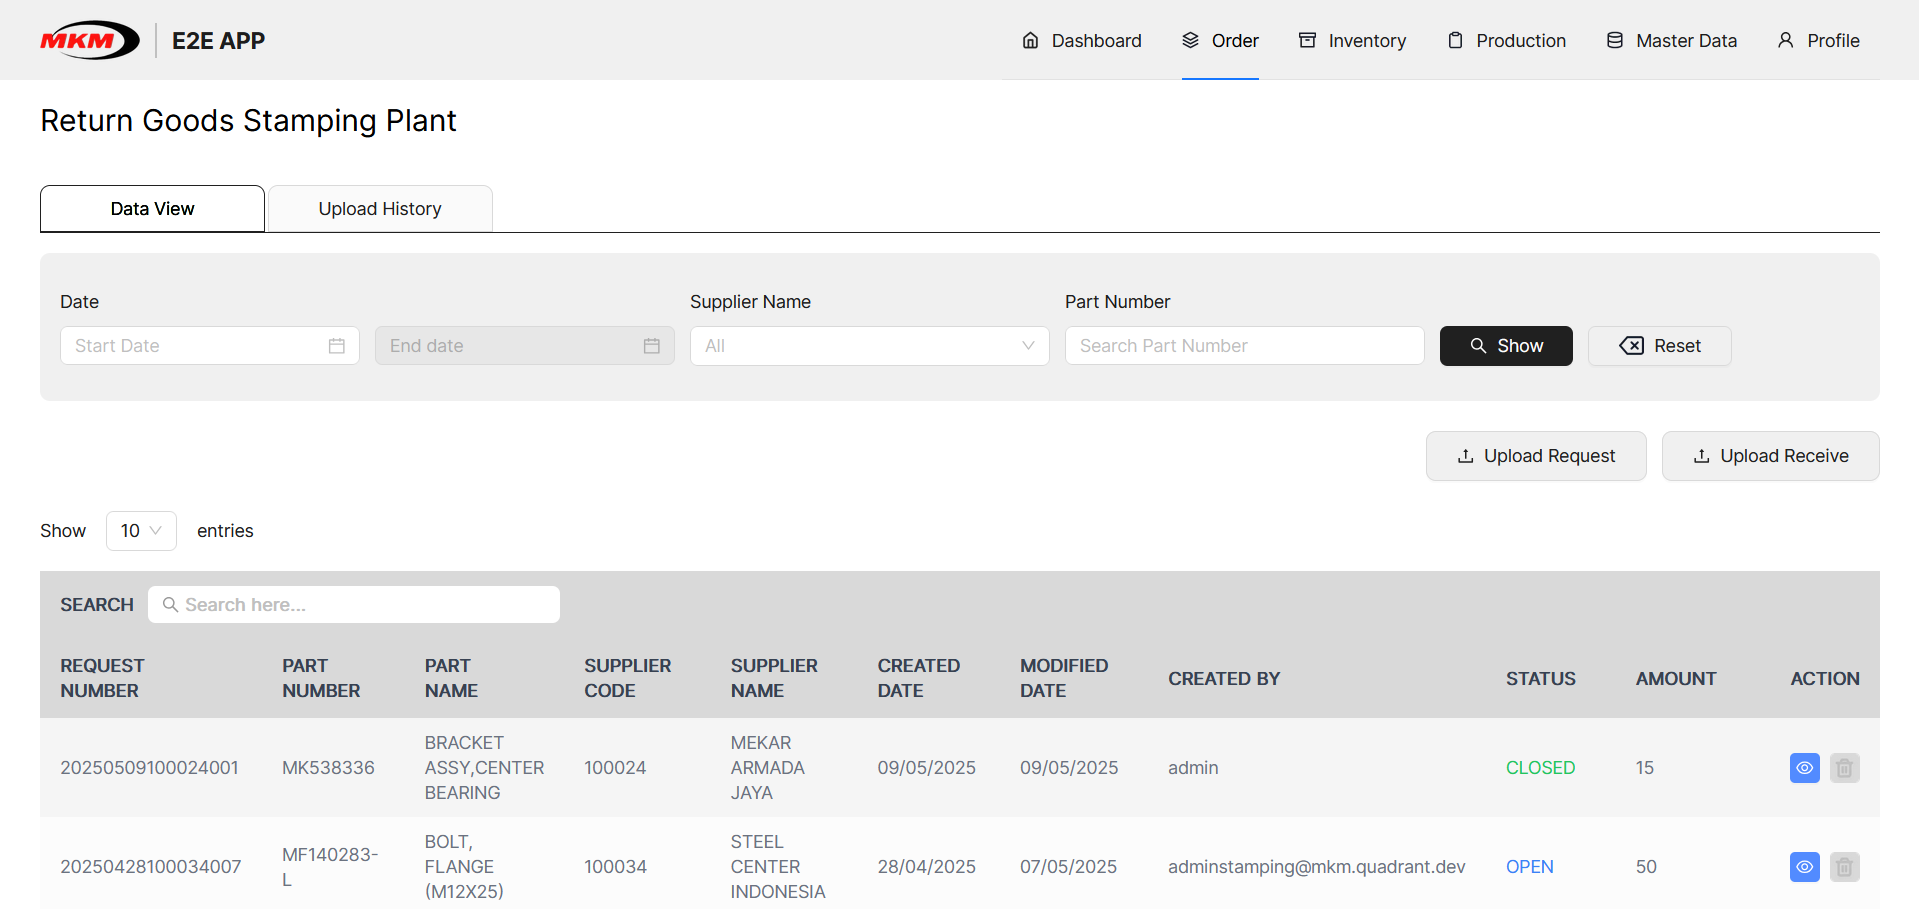 MKM E2E APP
Dashboard Order Inventory Production Master Data Profile
Return Goods Stamping Plant
Data View Upload History
Date Supplier Name Part Number
Start Date End date All Search Part Number Show Reset
Upload Request Upload Receive
Show 10 entries
SEARCH Search here...
REQUEST NUMBER PART NUMBER PART NAME SUPPLIER CODE SUPPLIER NAME CREATED DATE MODIFIED DATE CREATED BY STATUS AMOUNT ACTION
20250509100024001 MK538336 BRACKET ASSY,CENTER BEARING 100024 MEKAR ARMADA JAYA 09/05/2025 09/05/2025 admin CLOSED 15
20250428100034007 MF140283-L BOLT, FLANGE (M12X25) 100034 STEEL CENTER INDONESIA 28/04/2025 07/05/2025 adminstamping@mkm.quadrant.dev OPEN 50